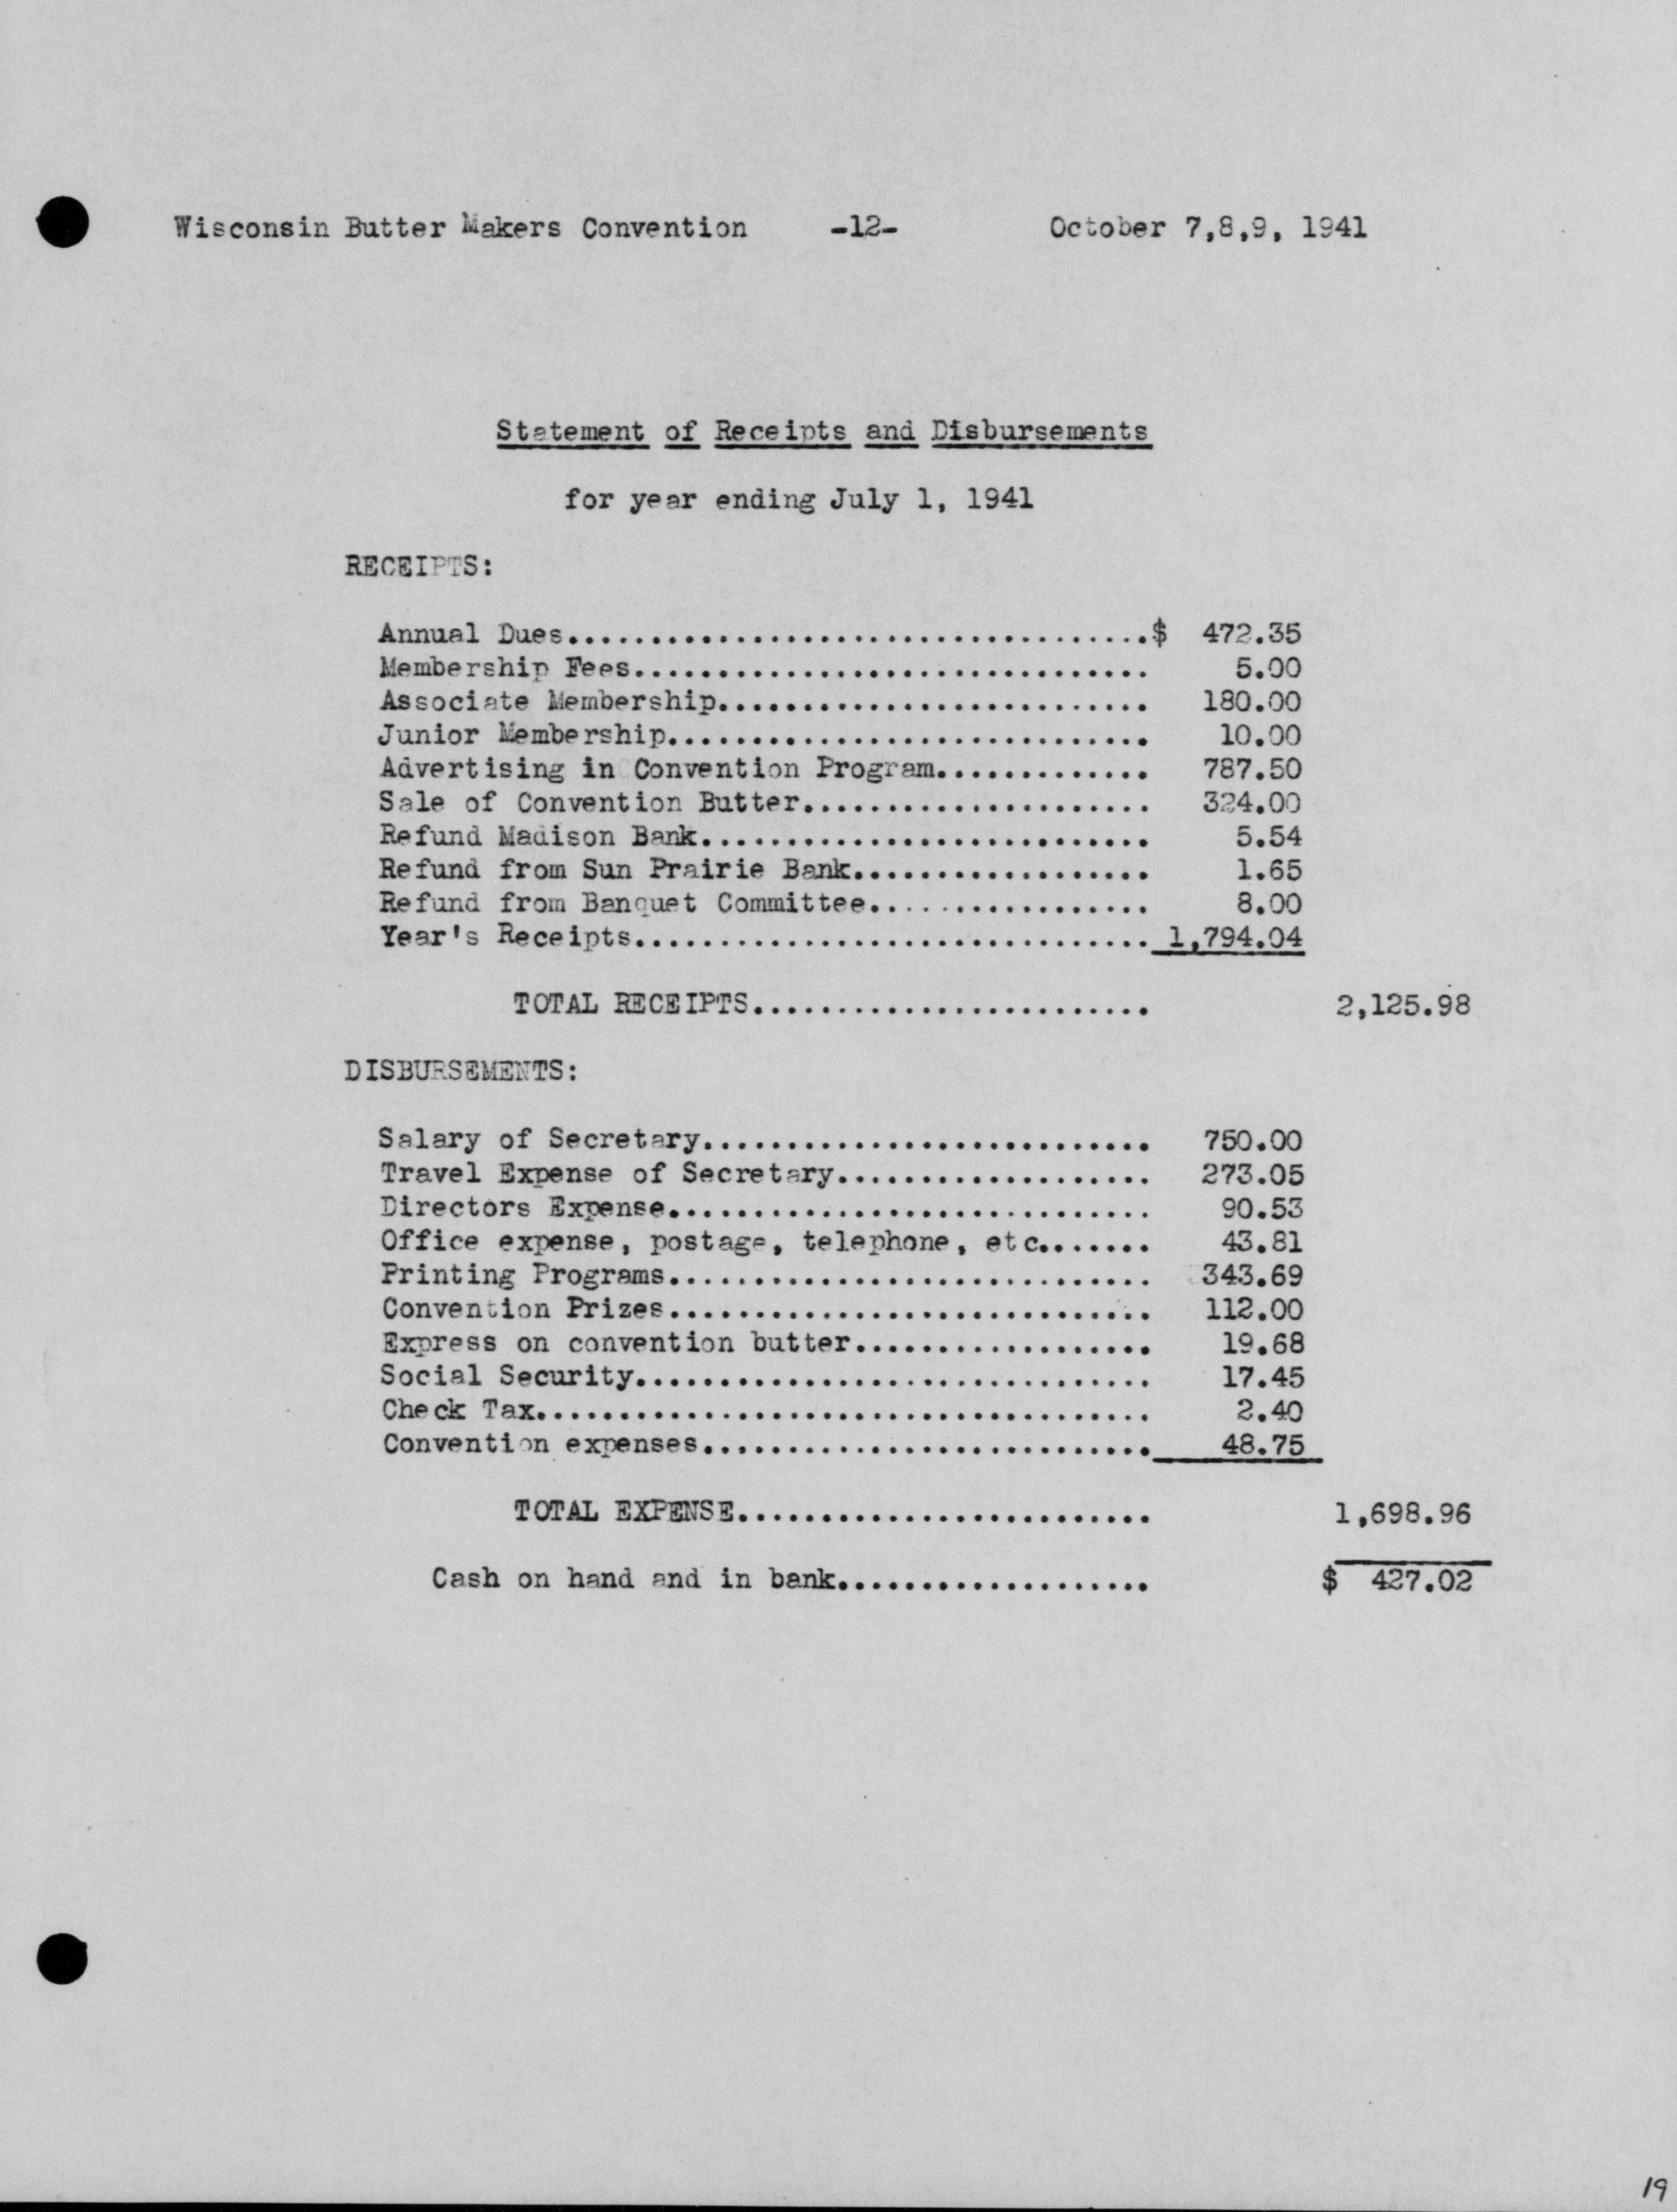 Wisconsin Butter Makers Convention -12- October 7,8,9, 1941
Statement of Receipts and Disbursements
for year ending July 1, 1941
RECEIPTS:
Annual Dues...................................$ 472.35
Membership Fees............................... 5.00
Associate Membership.......................... 180.00
Junior Membership............................. 10.00
Advertising in Convention Program............. 787.50
Sale of Convention Butter..................... 324.00
Refund Madison Bank........................... 5.54
Refund from Sun Prairie Bank.................. 1.65
Refund from Banquet Committee................. 8.00
Year's Receipts............................... 1,794.04
TOTAL RECEIPTS........................ 2,125.98
DISBURSEMENTS:
Salary of Secretary........................... 750.00
Travel Expense of Secretary................... 273.05
Directors Expense............................. 90.53
Office expense, postage, telephone, etc....... 43.81
Printing Programs............................. 343.69
Convention Prizes............................. 112.00
Express on convention butter.................. 19.68
Social Security............................... 17.45
Check Tax..................................... 2.40
Convention expenses........................... 48.75
TOTAL EXPENSE......................... 1,698.96
Cash on hand and in bank................... $ 427.02
19